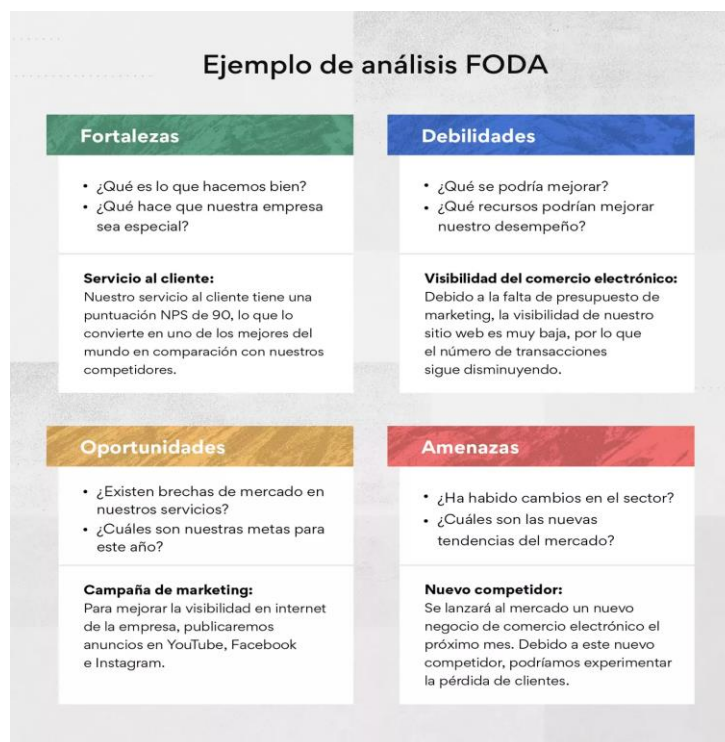 Ejemplo de análisis FODA
Fortalezas
• ¿Qué es lo que hacemos bien?
• ¿Qué hace que nuestra empresa
sea especial?
Servicio al cliente:
Nuestro servicio al cliente tiene una
puntuación NPS de 90, lo que lo
convierte en uno de los mejores del
mundo en comparación con nuestros
competidores.
Debilidades
• ¿Qué se podría mejorar?
• ¿Qué recursos podrían mejorar
nuestro desempeño?
Visibilidad del comercio electrónico:
Debido a la falta de presupuesto de
marketing, la visibilidad de nuestro
sitio web es muy baja, por lo que
el número de transacciones
sigue disminuyendo.
Oportunidades
• ¿Existen brechas de mercado en
nuestros servicios?
• ¿Cuáles son nuestras metas para
este año?
Campaña de marketing:
Para mejorar la visibilidad en internet
de la empresa, publicaremos
anuncios en YouTube, Facebook
e Instagram.
Amenazas
• ¿Ha habido cambios en el sector?
• ¿Cuáles son las nuevas
tendencias del mercado?
Nuevo competidor:
Se lanzará al mercado un nuevo
negocio de comercio electrónico el
próximo mes. Debido a este nuevo
competidor, podríamos experimentar
la pérdida de clientes.